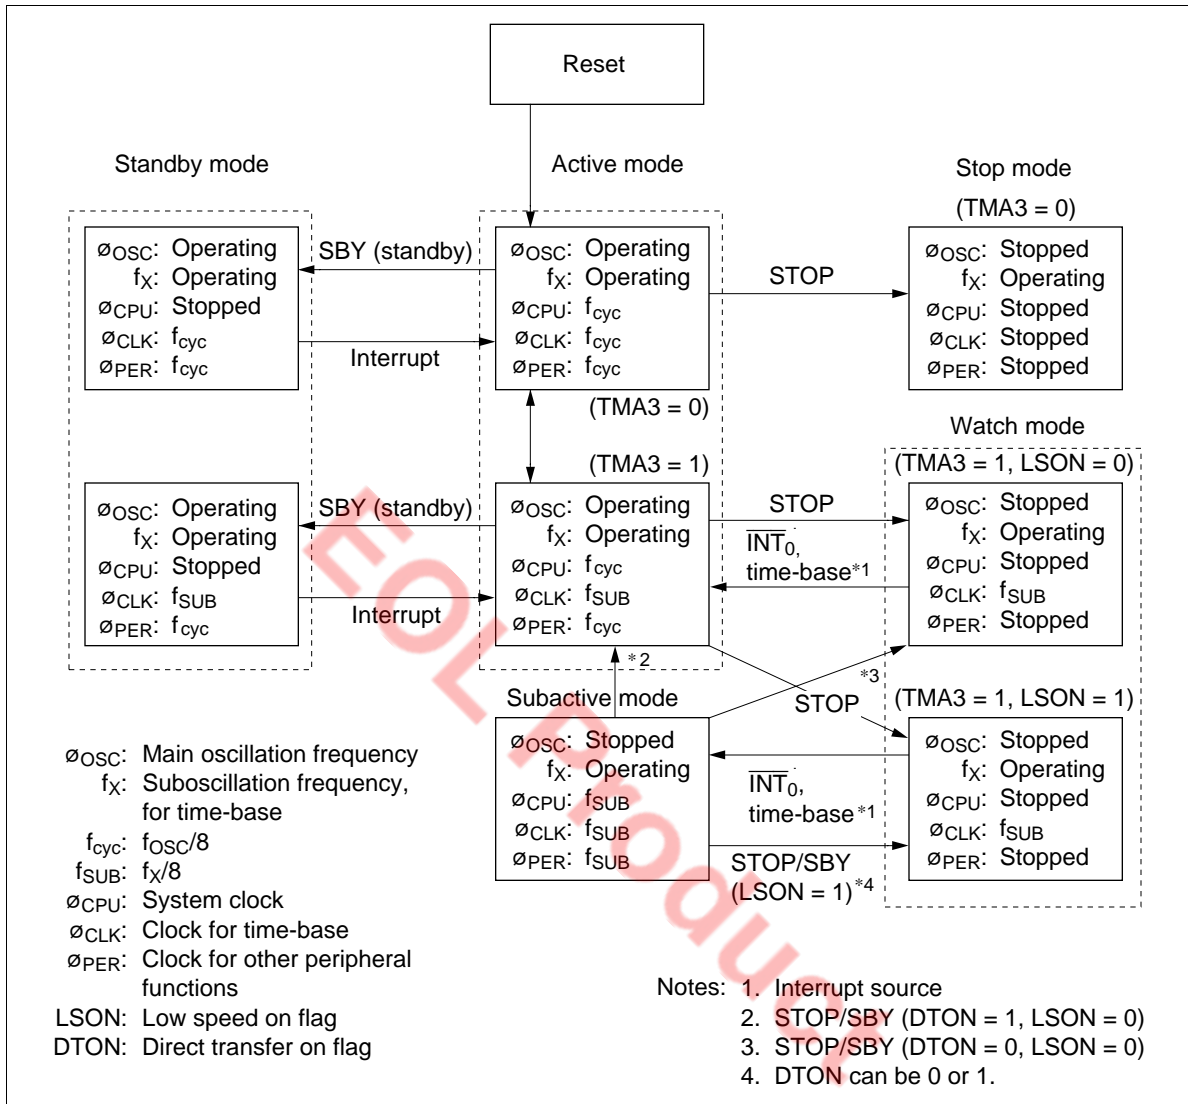 Reset
Standby mode
Active mode
Stop mode
(TMA3 = 0)
øOSC: Operating
fX: Operating
øCPU: Stopped
øCLK: fcyc
øPER: fcyc
SBY (standby)
Interrupt
øOSC: Operating
fX: Operating
øCPU: fcyc
øCLK: fcyc
øPER: fcyc
(TMA3 = 0)
STOP
øOSC: Stopped
fX: Operating
øCPU: Stopped
øCLK: Stopped
øPER: Stopped
Watch mode
(TMA3 = 1)
(TMA3 = 1, LSON = 0)
øOSC: Operating
fX: Operating
øCPU: Stopped
øCLK: fSUB
øPER: fcyc
SBY (standby)
Interrupt
øOSC: Operating
fX: Operating
øCPU: fcyc
øCLK: fSUB
øPER: fcyc
STOP
INT0,
time-base*1
øOSC: Stopped
fX: Operating
øCPU: Stopped
øCLK: fSUB
øPER: Stopped
*2
*3
Subactive mode
STOP
(TMA3 = 1, LSON = 1)
øOSC: Stopped
fX: Operating
øCPU: fSUB
øCLK: fSUB
øPER: fSUB
INT0,
time-base*1
STOP/SBY
(LSON = 1)*4
øOSC: Stopped
fX: Operating
øCPU: Stopped
øCLK: fSUB
øPER: Stopped
øOSC: Main oscillation frequency
fX: Suboscillation frequency,
for time-base
fcyc: fOSC/8
fSUB: fX/8
øCPU: System clock
øCLK: Clock for time-base
øPER: Clock for other peripheral
functions
LSON: Low speed on flag
DTON: Direct transfer on flag
Notes: 1. Interrupt source
2. STOP/SBY (DTON = 1, LSON = 0)
3. STOP/SBY (DTON = 0, LSON = 0)
4. DTON can be 0 or 1.
EOL Product